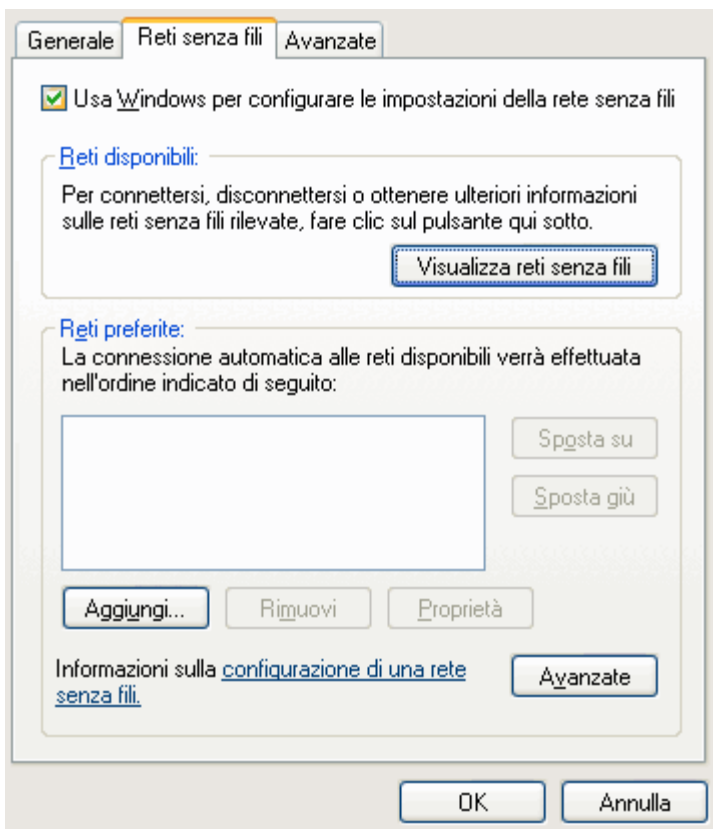 Generale Reti senza fili Avanzate
Usa Windows per configurare le impostazioni della rete senza fili
Reti disponibili:
Per connettersi, disconnettersi o ottenere ulteriori informazioni
sulle reti senza fili rilevate, fare clic sul pulsante qui sotto.
Visualizza reti senza fili
Reti preferite:
La connessione automatica alle reti disponibili verrà effettuata
nell'ordine indicato di seguito:
Sposta su
Sposta giù
Aggiungi... Rimuovi Proprietà
Informazioni sulla configurazione di una rete
senza fili.
Avanzate
OK Annulla